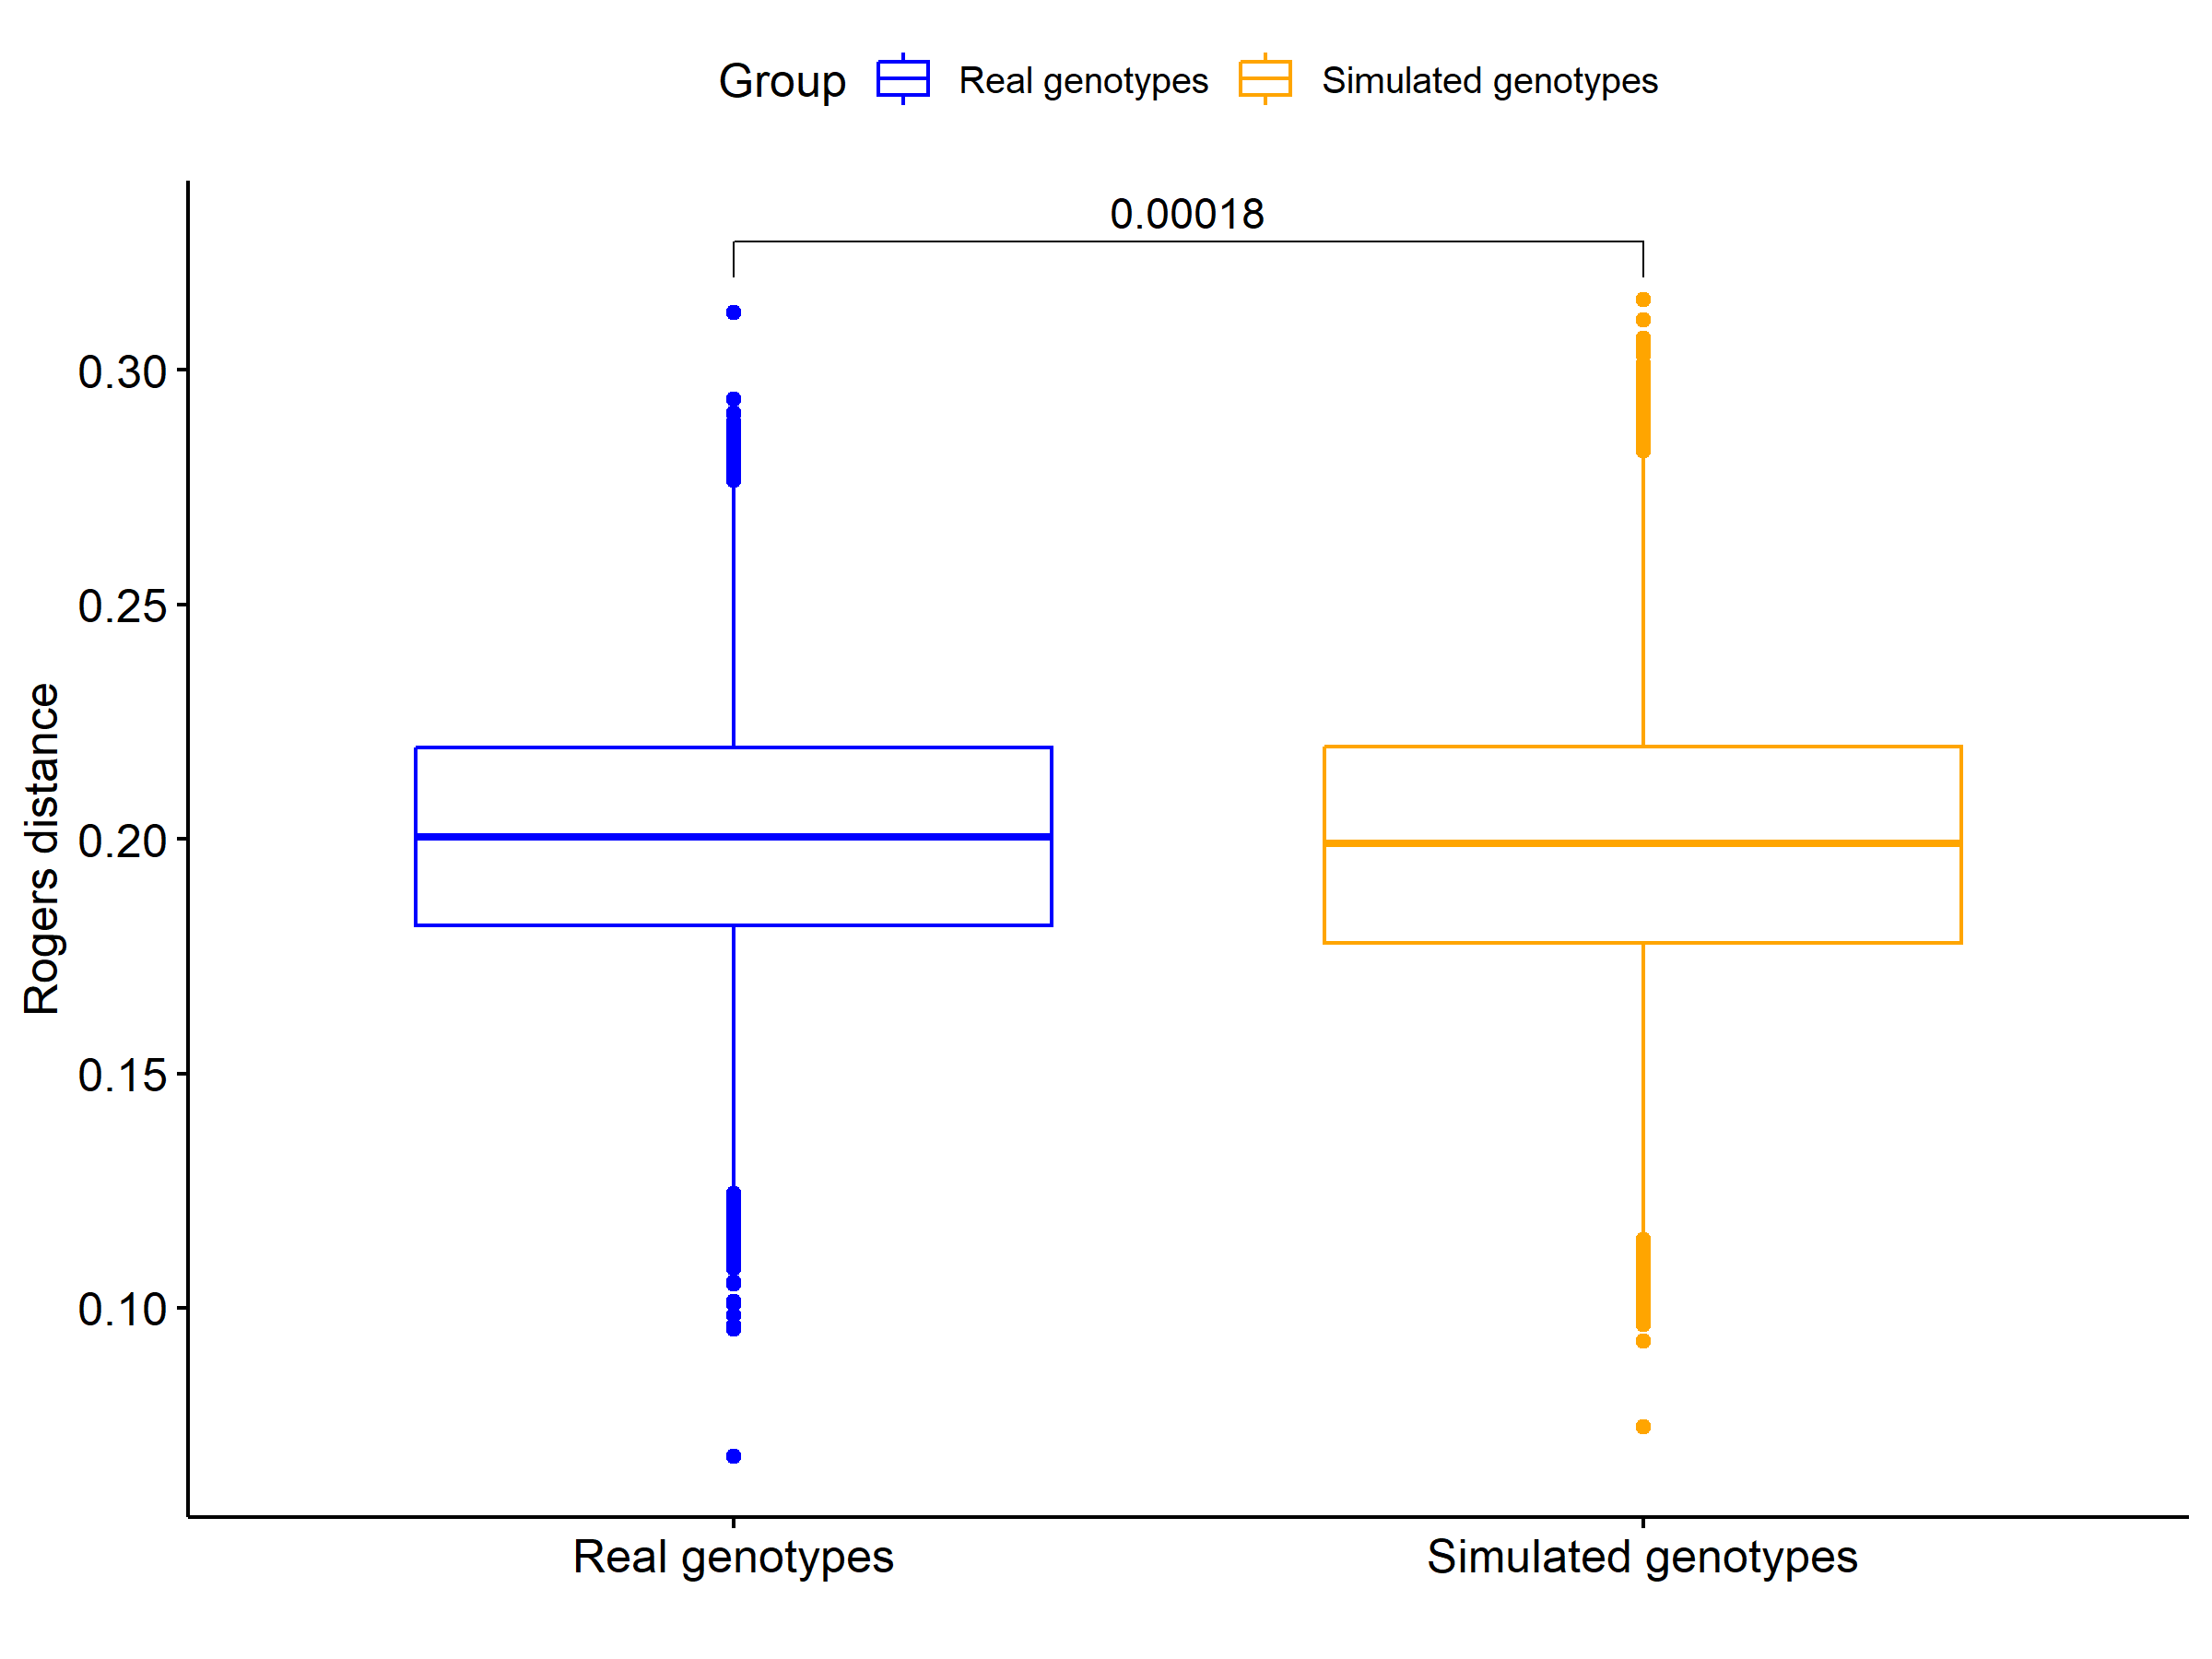 Group Real genotypes Simulated genotypes
0.00018
0.30
0.25
0.20
0.15
0.10
Rogers distance
Real genotypes Simulated genotypes